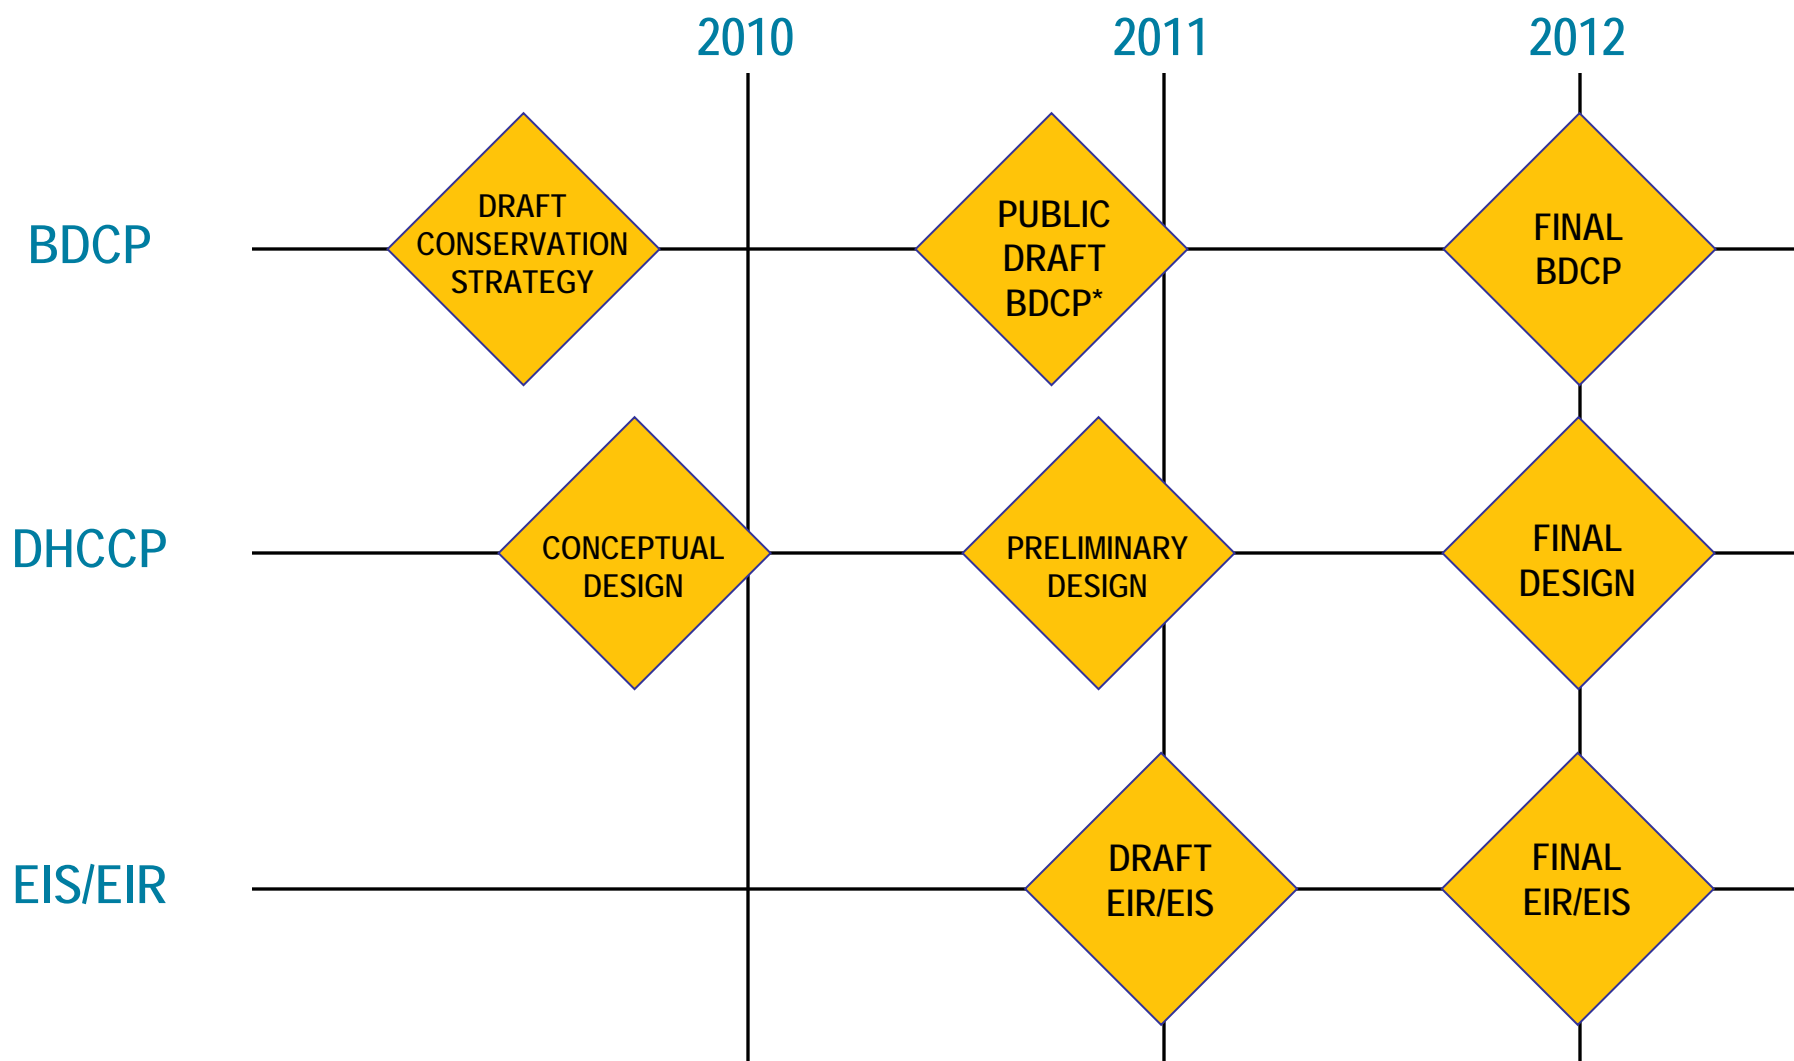 2010 2011 2012
BDCP
DRAFT
CONSERVATION
STRATEGY
PUBLIC
DRAFT
BDCP*
FINAL
BDCP
DHCCP
CONCEPTUAL
DESIGN
PRELIMINARY
DESIGN
FINAL
DESIGN
EIS/EIR
DRAFT
EIR/EIS
FINAL
EIR/EIS